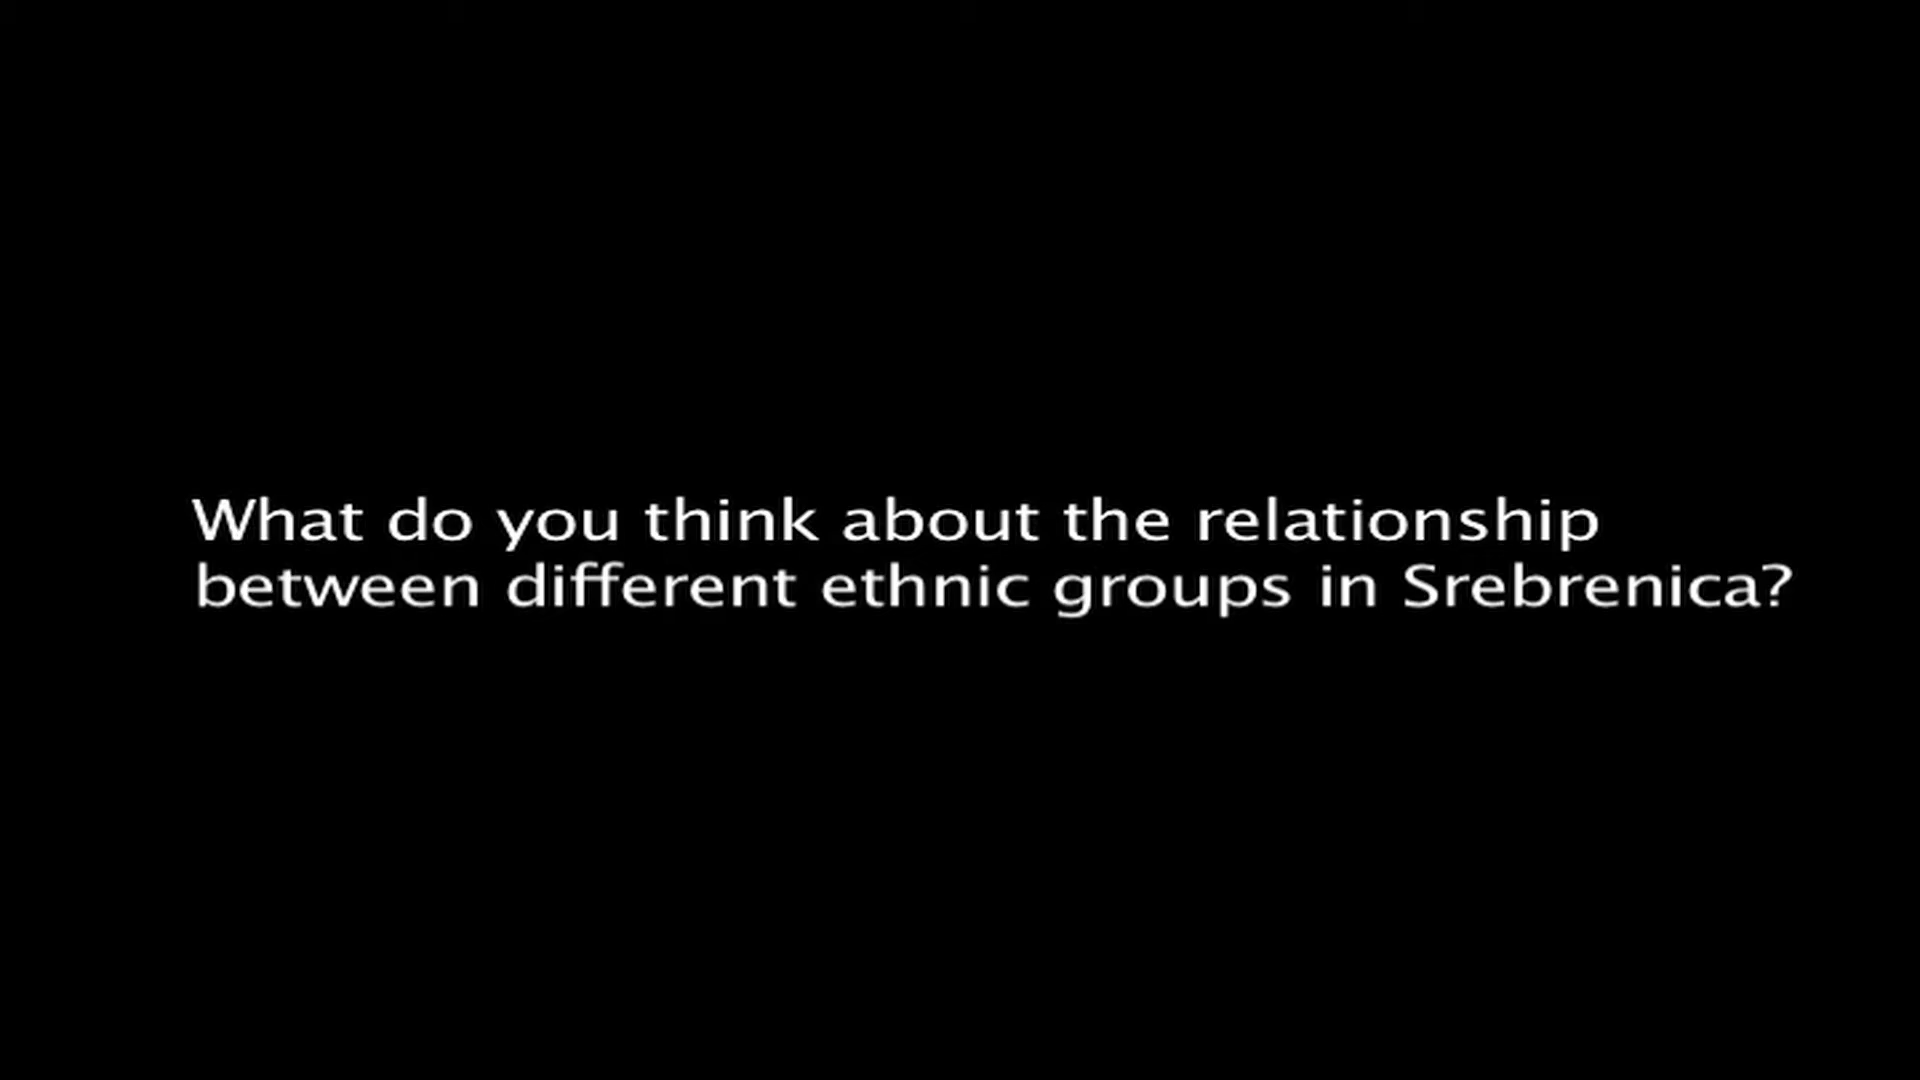 What do you think about the relationship
between different ethnic groups in Srebrenica?